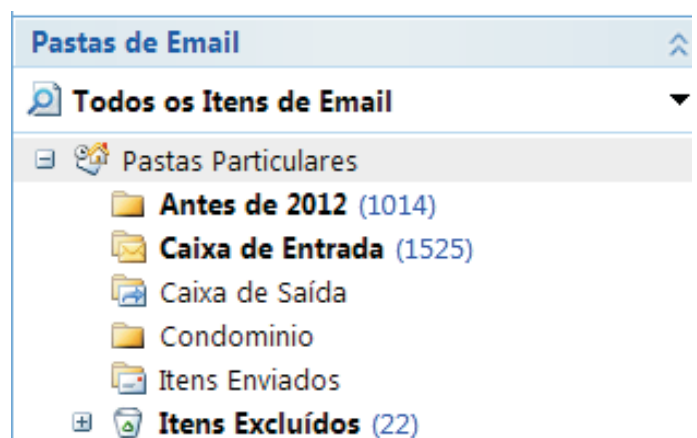 Pastas de Email
Todos os Itens de Email
Pastas Particulares
Antes de 2012 (1014)
Caixa de Entrada (1525)
Caixa de Saída
Condominio
Itens Enviados
Itens Excluídos (22)